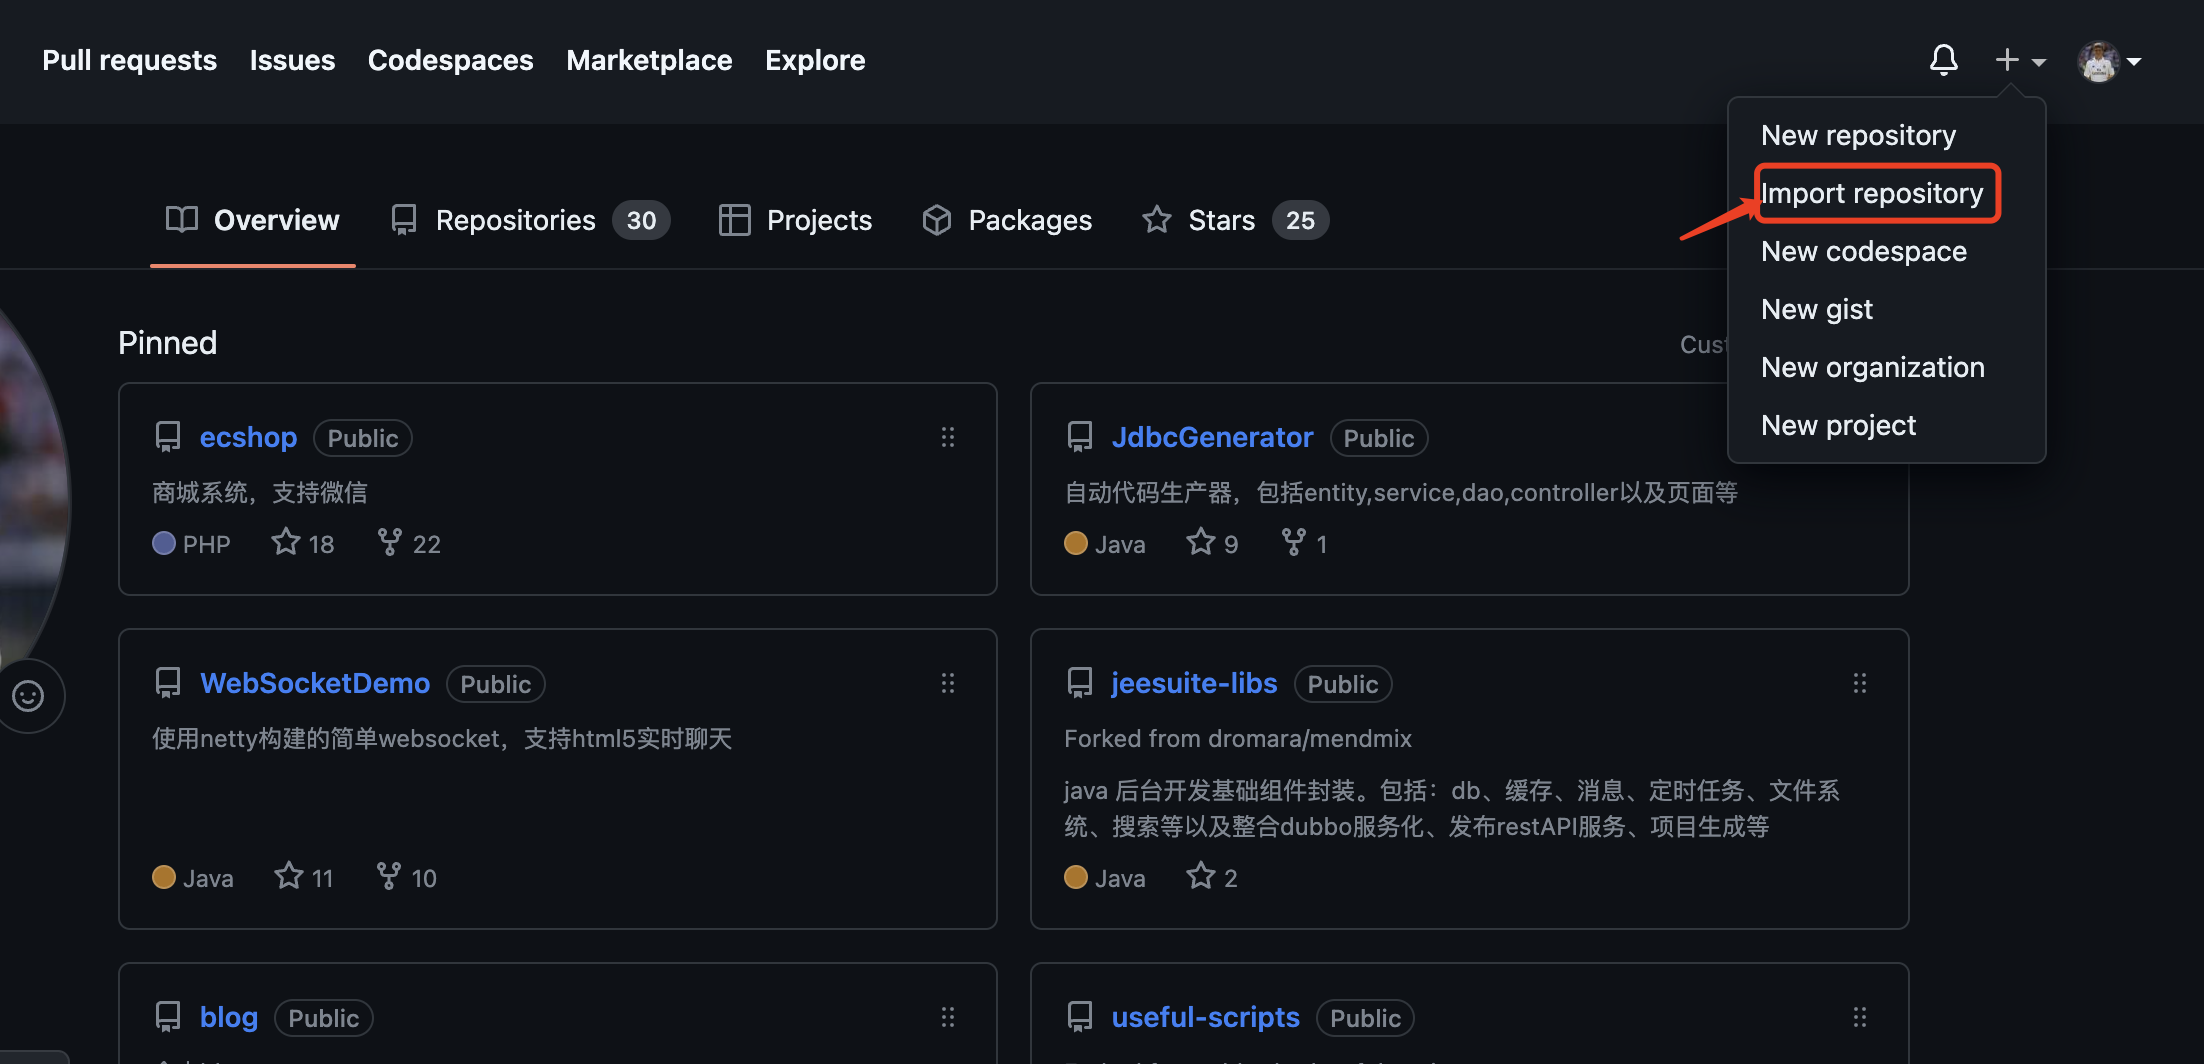 Pull requests Issues Codespaces Marketplace Explore
New repository
Import repository
New codespace
New gist
New organization
New project
Overview Repositories 30 Projects Packages Stars 25
Pinned
ecshop Public
商城系统，支持微信
PHP 18 22
JdbcGenerator Public
自动代码生产器，包括entity,service,dao,controller以及页面等
Java 9 1
WebSocketDemo Public
使用netty构建的简单websocket，支持html5实时聊天
Java 11 10
jeesuite-libs Public
Forked from dromara/mendmix
java 后台开发基础组件封装。包括：db、缓存、消息、定时任务、文件系
统、搜索等以及整合dubbo服务化、发布restAPI服务、项目生成等
Java 2
blog Public
useful-scripts Public